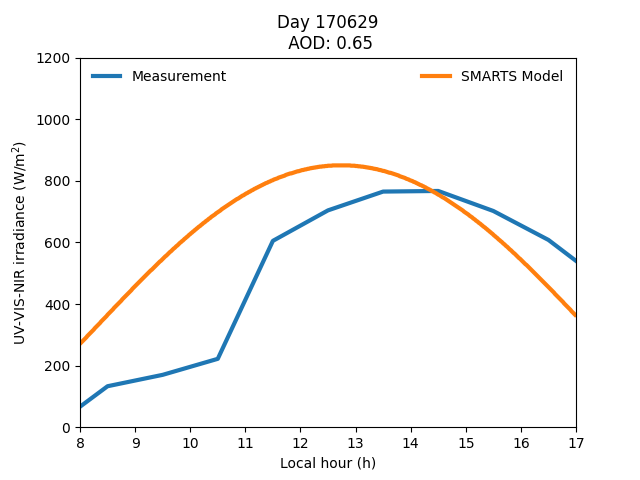 Day 170629
AOD: 0.65
Measurement
SMARTS Model
UV-VIS-NIR irradiance (W/m²)
1200
1000
800
600
400
200
0
8 9 10 11 12 13 14 15 16 17
Local hour (h)